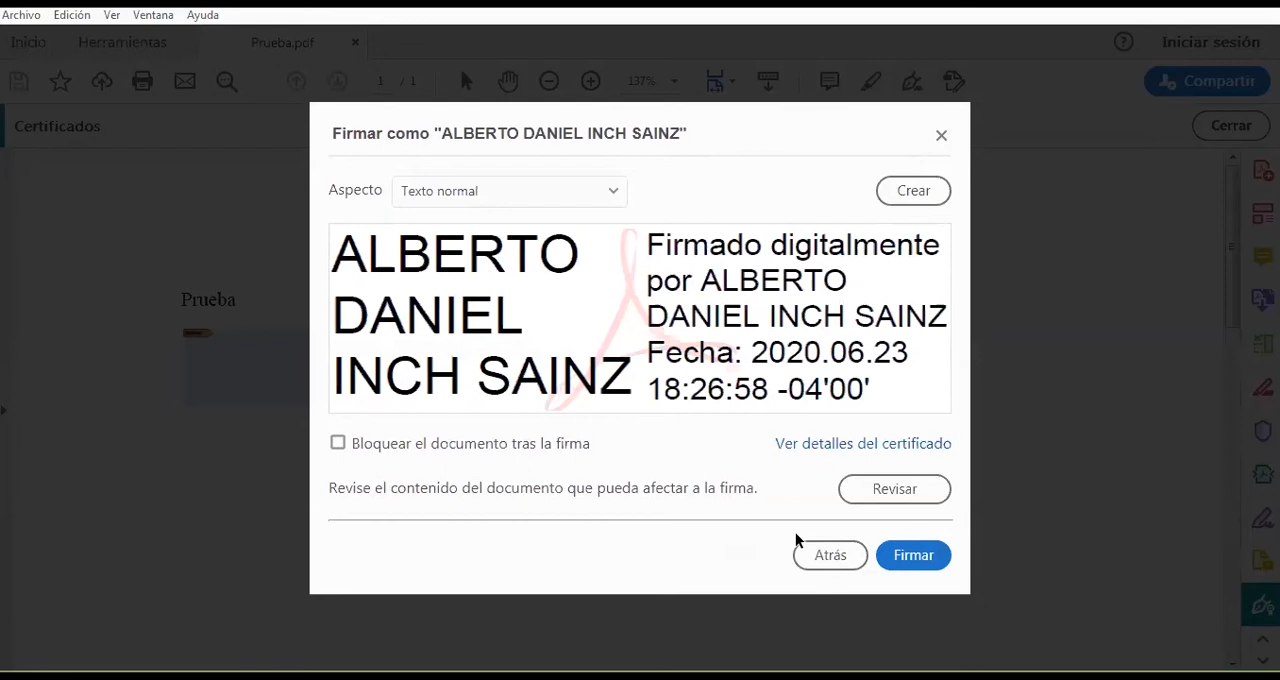 Archivo Edición Ver Ventana Ayuda
Inicio Herramientas Prueba.pdf × ? Iniciar sesión
1 / 1 137% Compartir
Certificados Cerrar
Firmar como "ALBERTO DANIEL INCH SAINZ" ×
Aspecto Texto normal Crear
ALBERTO
DANIEL
INCH SAINZ
Firmado digitalmente
por ALBERTO
DANIEL INCH SAINZ
Fecha: 2020.06.23
18:26:58 -04'00'
Prueba
Bloquear el documento tras la firma Ver detalles del certificado
Revise el contenido del documento que pueda afectar a la firma. Revisar
Atrás Firmar